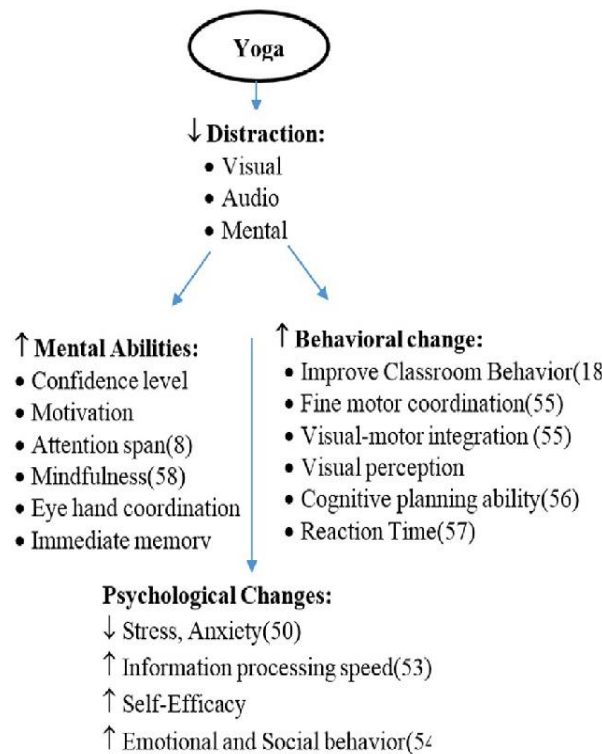 Yoga
↓ Distraction:
• Visual
• Audio
• Mental
↑ Mental Abilities:
• Confidence level
• Motivation
• Attention span(8)
• Mindfulness(58)
• Eye hand coordination
• Immediate memory
↑ Behavioral change:
• Improve Classroom Behavior(18
• Fine motor coordination(55)
• Visual-motor integration (55)
• Visual perception
• Cognitive planning ability(56)
• Reaction Time(57)
Psychological Changes:
↓ Stress, Anxiety(50)
↑ Information processing speed(53)
↑ Self-Efficacy
↑ Emotional and Social behavior(54